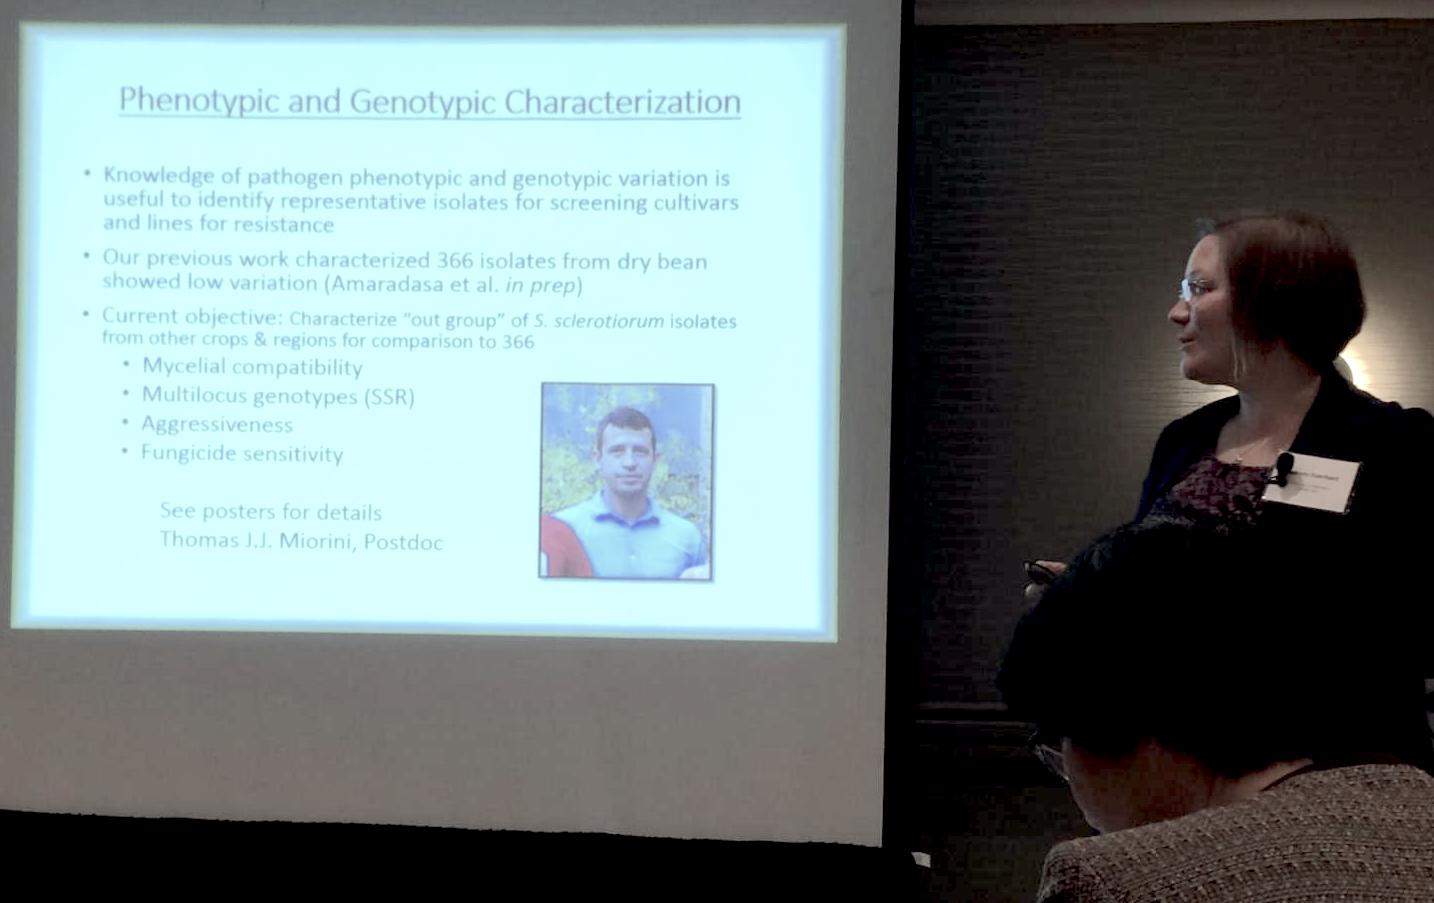 Phenotypic and Genotypic Characterization
• Knowledge of pathogen phenotypic and genotypic variation is
useful to identify representative isolates for screening cultivars
and lines for resistance
• Our previous work characterized 366 isolates from dry bean
showed low variation (Amaradasa et al. in prep)
• Current objective: Characterize "out group" of S. sclerotiorum isolates
from other crops & regions for comparison to 366
• Mycelial compatibility
• Multilocus genotypes (SSR)
• Aggressiveness
• Fungicide sensitivity
See posters for details
Thomas J.J. Miorini, Postdoc
Everhart